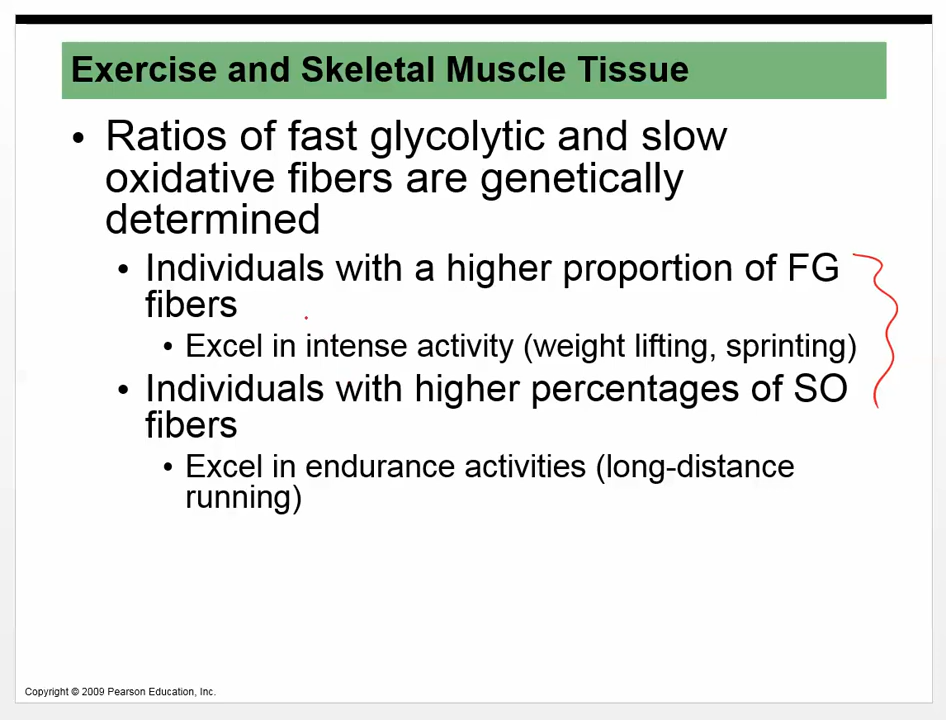 Exercise and Skeletal Muscle Tissue
• Ratios of fast glycolytic and slow
oxidative fibers are genetically
determined
• Individuals with a higher proportion of FG
fibers
• Excel in intense activity (weight lifting, sprinting)
• Individuals with higher percentages of SO
fibers
• Excel in endurance activities (long-distance
running)
Copyright © 2009 Pearson Education, Inc.